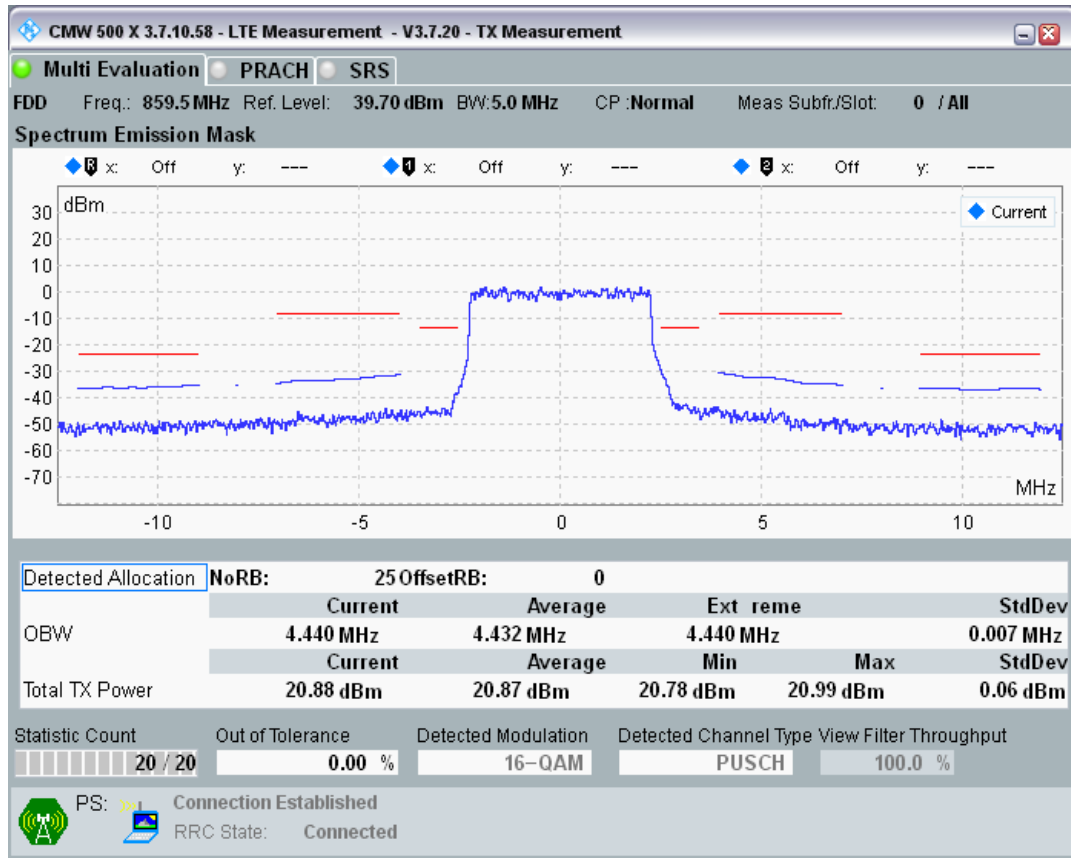 CMW 500 X 3.7.10.58 - LTE Measurement - V3.7.20 - TX Measurement
Multi Evaluation PRACH SRS
FDD Freq.: 859.5 MHz Ref. Level: 39.70 dBm BW:5.0 MHz CP :Normal Meas Subfr./Slot: 0 / All
Spectrum Emission Mask
R x: Off y: --- 1 x: Off y: --- 2 x: Off y: ---
dBm
Current
30
20
10
0
-10
-20
-30
-40
-50
-60
-70
MHz
-10 -5 0 5 10
Detected Allocation NoRB: 25 OffsetRB: 0
Current Average Ext reme StdDev
OBW 4.440 MHz 4.432 MHz 4.440 MHz 0.007 MHz
Current Average Min Max StdDev
Total TX Power 20.88 dBm 20.87 dBm 20.78 dBm 20.99 dBm 0.06 dBm
Statistic Count Out of Tolerance Detected Modulation Detected Channel Type View Filter Throughput
20 / 20 0.00 % 16-QAM PUSCH 100.0 %
PS: Connection Established
RRC State: Connected